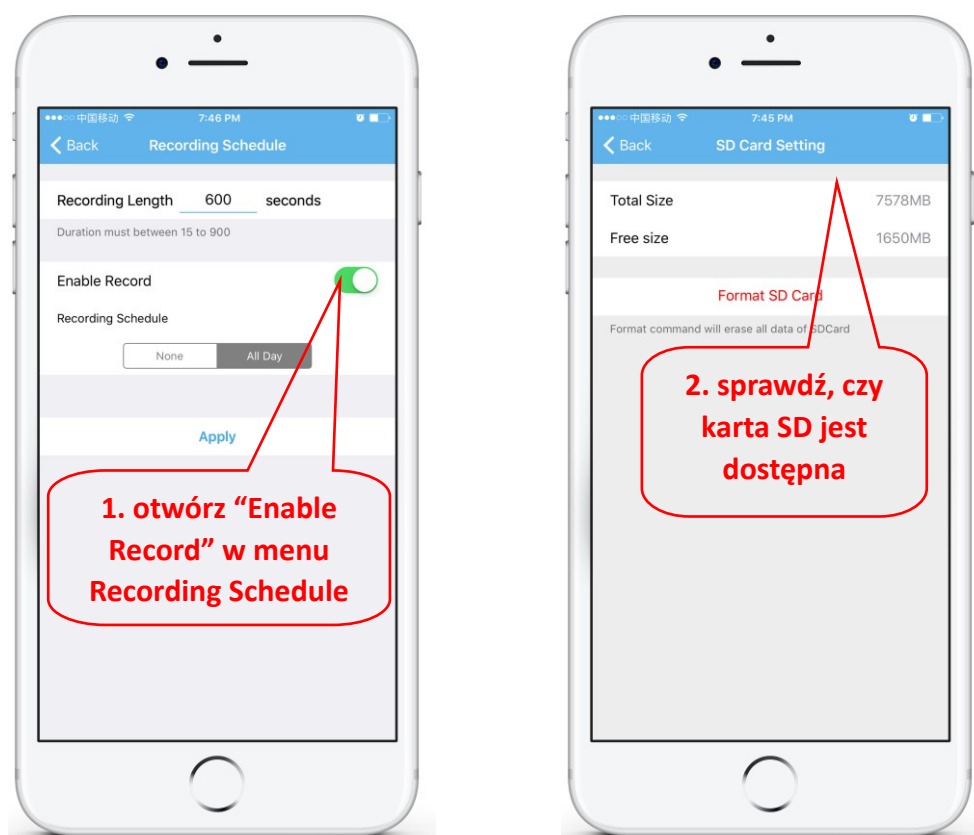 中国移动 7:46 PM
Back Recording Schedule
Recording Length 600 seconds
Duration must between 15 to 900
Enable Record
Recording Schedule
None All Day
Apply
1. otwórz “Enable
Record” w menu
Recording Schedule
中国移动 7:45 PM
Back SD Card Setting
Total Size 7578MB
Free size 1650MB
Format SD Card
Format command will erase all data of SDCard
2. sprawdź, czy
karta SD jest
dostępna